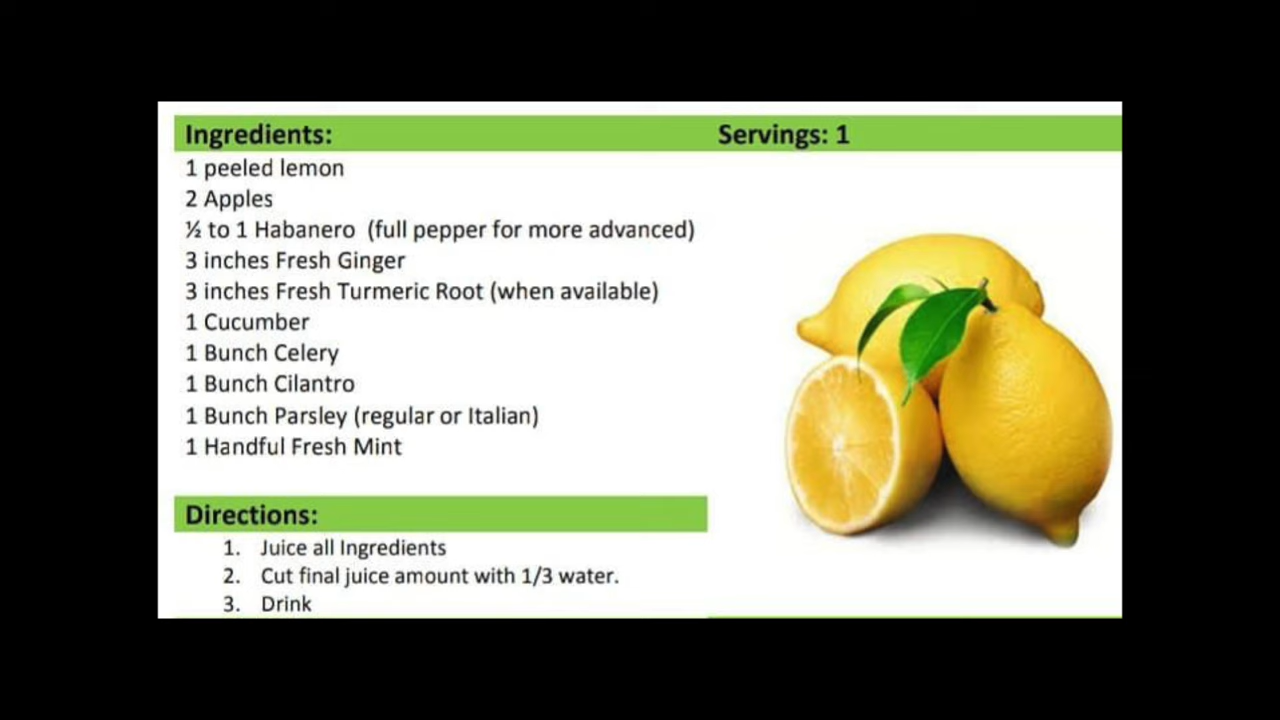 Ingredients:
Servings: 1
1 peeled lemon
2 Apples
½ to 1 Habanero (full pepper for more advanced)
3 inches Fresh Ginger
3 inches Fresh Turmeric Root (when available)
1 Cucumber
1 Bunch Celery
1 Bunch Cilantro
1 Bunch Parsley (regular or Italian)
1 Handful Fresh Mint
Directions:
1. Juice all Ingredients
2. Cut final juice amount with 1/3 water.
3. Drink